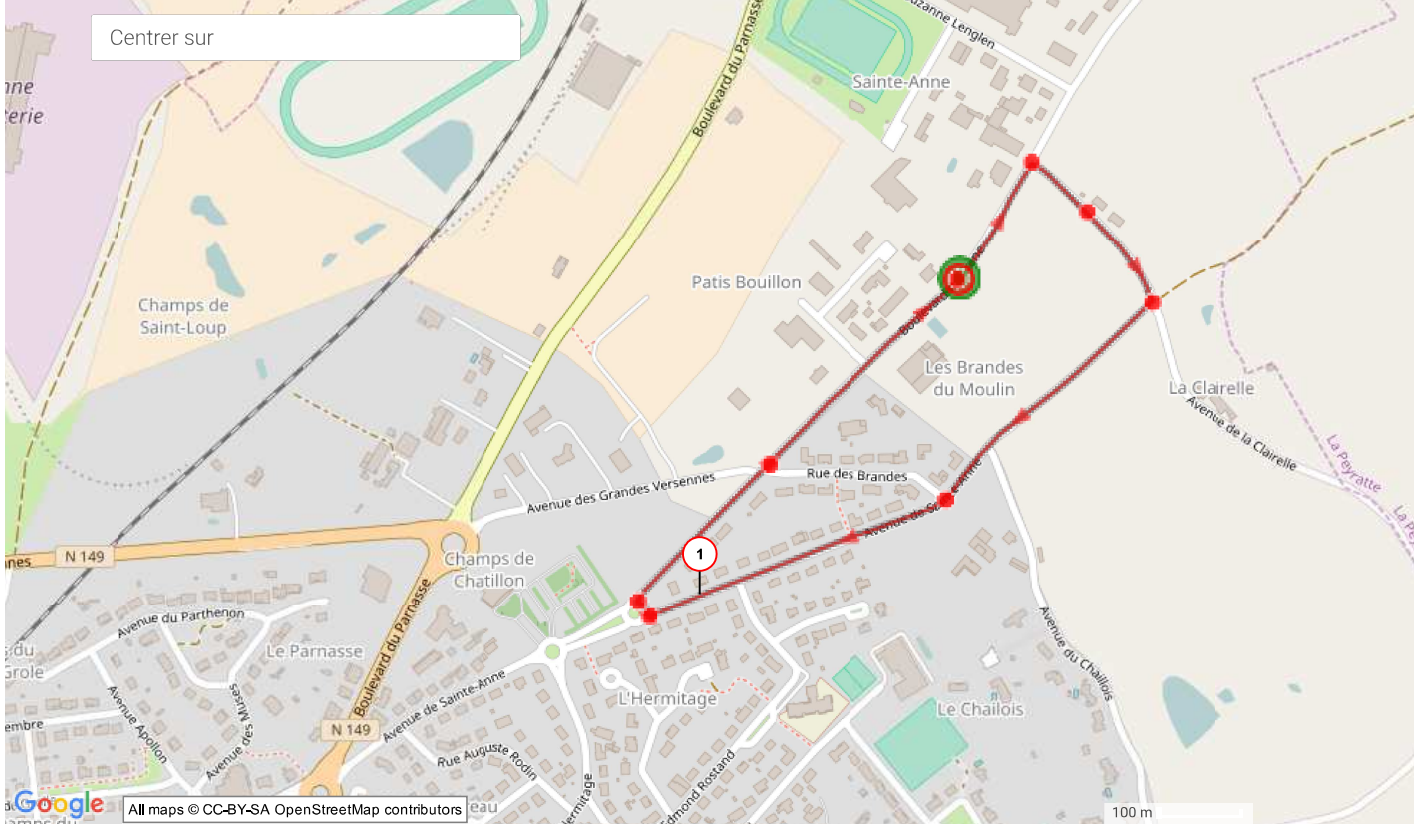 Centrer sur
Suzanne Lenglen
Sainte-Anne
Boulevard du Parnasse
Patis Bouillon
Champs de
Saint-Loup
Les Brandes
du Moulin
La Clairelle
Avenue de la Clairelle
La Peyratte
Rue des Brandes
Avenue des Grandes Versennes
N 149
Champs de
Chatillon
1
Avenue du Parthenon
Le Parnasse
Boulevard du Parnasse
Avenue du Chaillois
L'Hermitage
Le Chailois
Avenue de Sainte-Anne
Avenue Apollon
Avenue des Muses
N 149
Rue Auguste Rodin
Edmond Rostand
Google
All maps © CC-BY-SA OpenStreetMap contributors
100 m